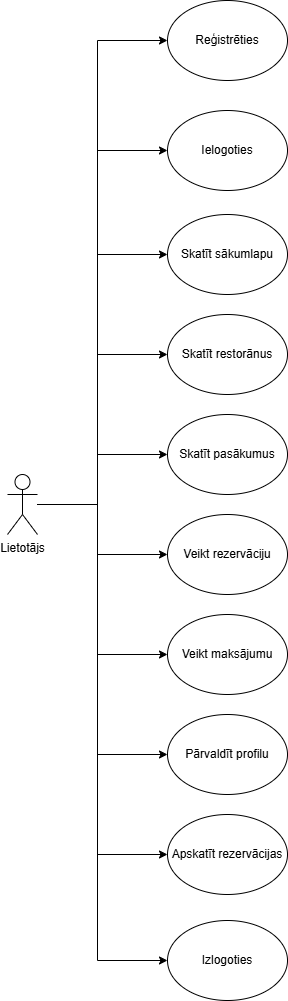 Reģistrēties
Ielogoties
Skatīt sākumlapu
Skatīt restorānus
Skatīt pasākumus
Lietotājs
Veikt rezervāciju
Veikt maksājumu
Pārvaldīt profilu
Apskatīt rezervācijas
Izlogoties